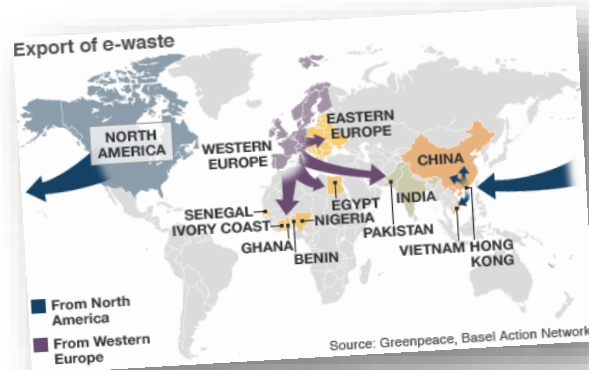 Export of e-waste
NORTH
AMERICA
WESTERN
EUROPE
EASTERN
EUROPE
CHINA
SENEGAL
IVORY COAST
GHANA
BENIN
NIGERIA
EGYPT
INDIA
PAKISTAN
VIETNAM
HONG
KONG
From North
America
From Western
Europe
Source: Greenpeace, Basel Action Network